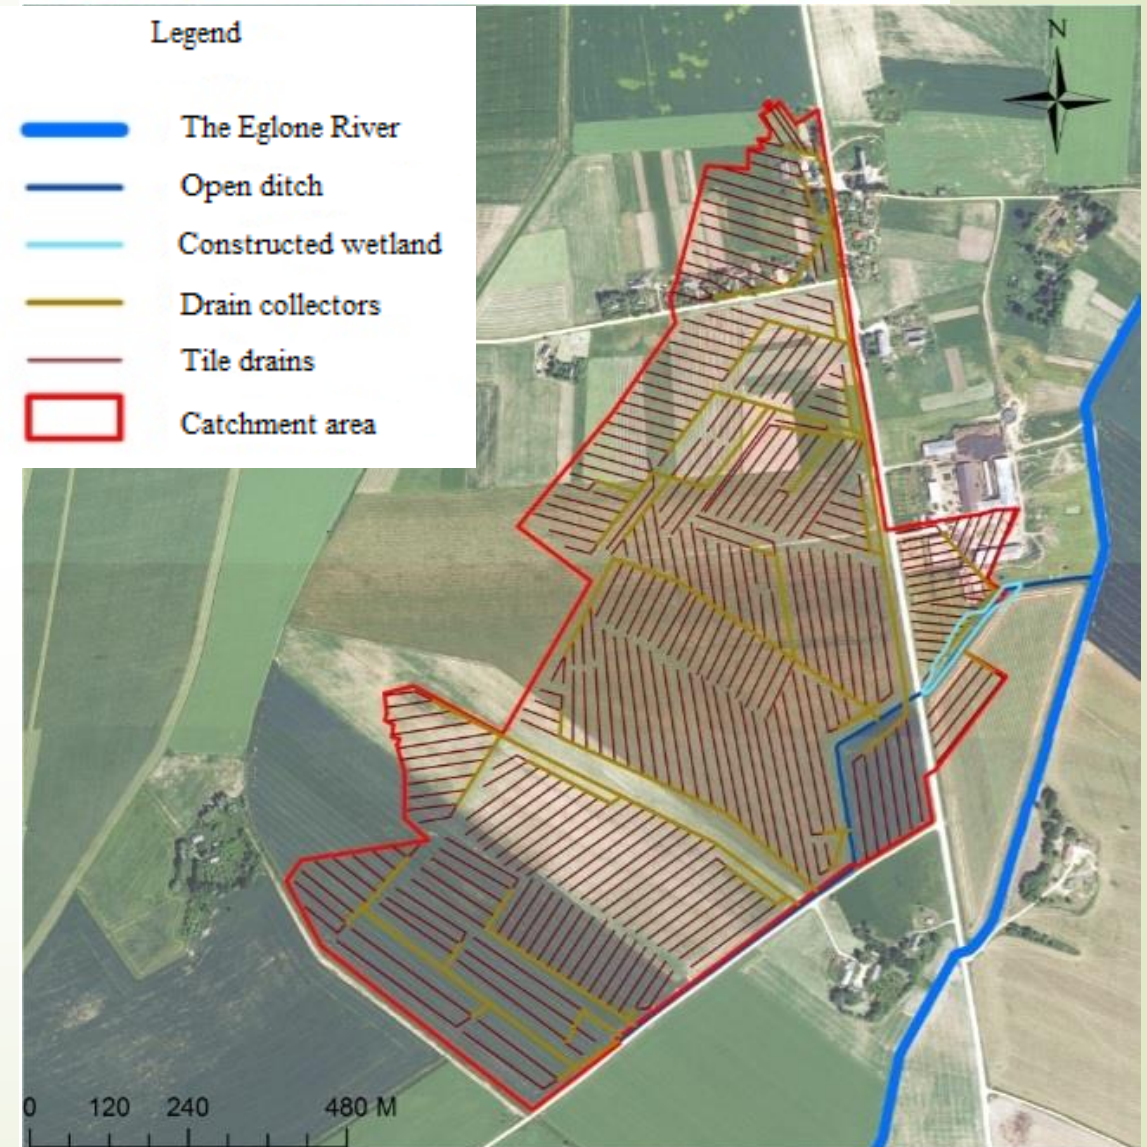 Legend
The Eglone River
Open ditch
Constructed wetland
Drain collectors
Tile drains
Catchment area
N
0 120 240 480 M